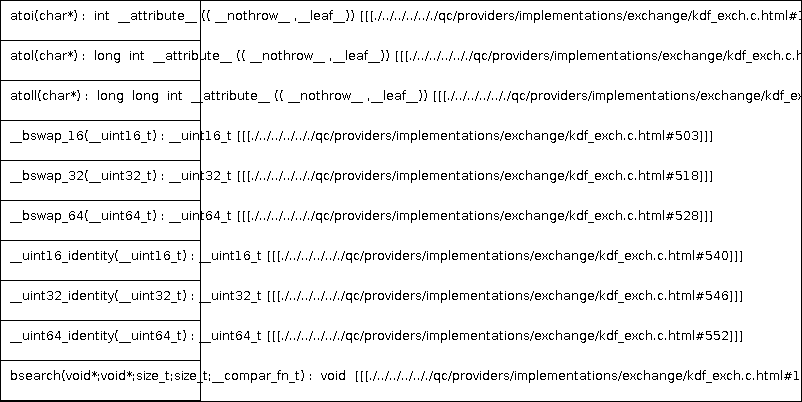 atoi(char*) : int __attribute__ (( __nothrow__ ,__leaf__)) [[[./../../../../qc/providers/implementations/exchange/kdf_exch.c.html#
atol(char*) : long int __attribute__ (( __nothrow__ ,__leaf__)) [[[./../../../../qc/providers/implementations/exchange/kdf_exch.c.h
atoll(char*) : long long int __attribute__ (( __nothrow__ ,__leaf__)) [[[./../../../../qc/providers/implementations/exchange/kdf_ex
__bswap_16(__uint16_t) : __uint16_t [[[./../../../../qc/providers/implementations/exchange/kdf_exch.c.html#503]]]
__bswap_32(__uint32_t) : __uint32_t [[[./../../../../qc/providers/implementations/exchange/kdf_exch.c.html#518]]]
__bswap_64(__uint64_t) : __uint64_t [[[./../../../../qc/providers/implementations/exchange/kdf_exch.c.html#528]]]
__uint16_identity(__uint16_t) : __uint16_t [[[./../../../../qc/providers/implementations/exchange/kdf_exch.c.html#540]]]
__uint32_identity(__uint32_t) : __uint32_t [[[./../../../../qc/providers/implementations/exchange/kdf_exch.c.html#546]]]
__uint64_identity(__uint64_t) : __uint64_t [[[./../../../../qc/providers/implementations/exchange/kdf_exch.c.html#552]]]
bsearch(void*;void*;size_t;size_t;__compar_fn_t) : void [[[./../../../../qc/providers/implementations/exchange/kdf_exch.c.html#1